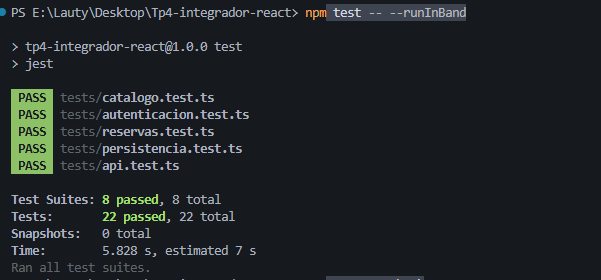 PS E:\Lauty\Desktop\Tp4-integrador-react> npm test -- --runInBand
> tp4-integrador-react@1.0.0 test
> jest
PASS tests/catalogo.test.ts
PASS tests/autenticacion.test.ts
PASS tests/reservas.test.ts
PASS tests/persistencia.test.ts
PASS tests/api.test.ts
Test Suites: 8 passed, 8 total
Tests: 22 passed, 22 total
Snapshots: 0 total
Time: 5.828 s, estimated 7 s
Ran all test suites.